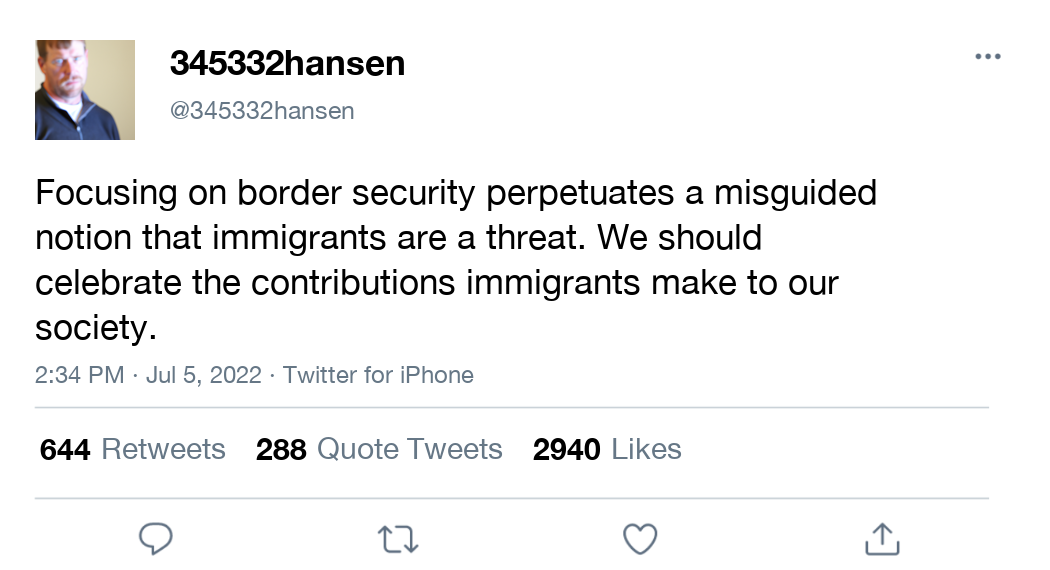 345332hansen
@345332hansen
Focusing on border security perpetuates a misguided
notion that immigrants are a threat. We should
celebrate the contributions immigrants make to our
society.
2:34 PM · Jul 5, 2022 · Twitter for iPhone
644 Retweets 288 Quote Tweets 2940 Likes